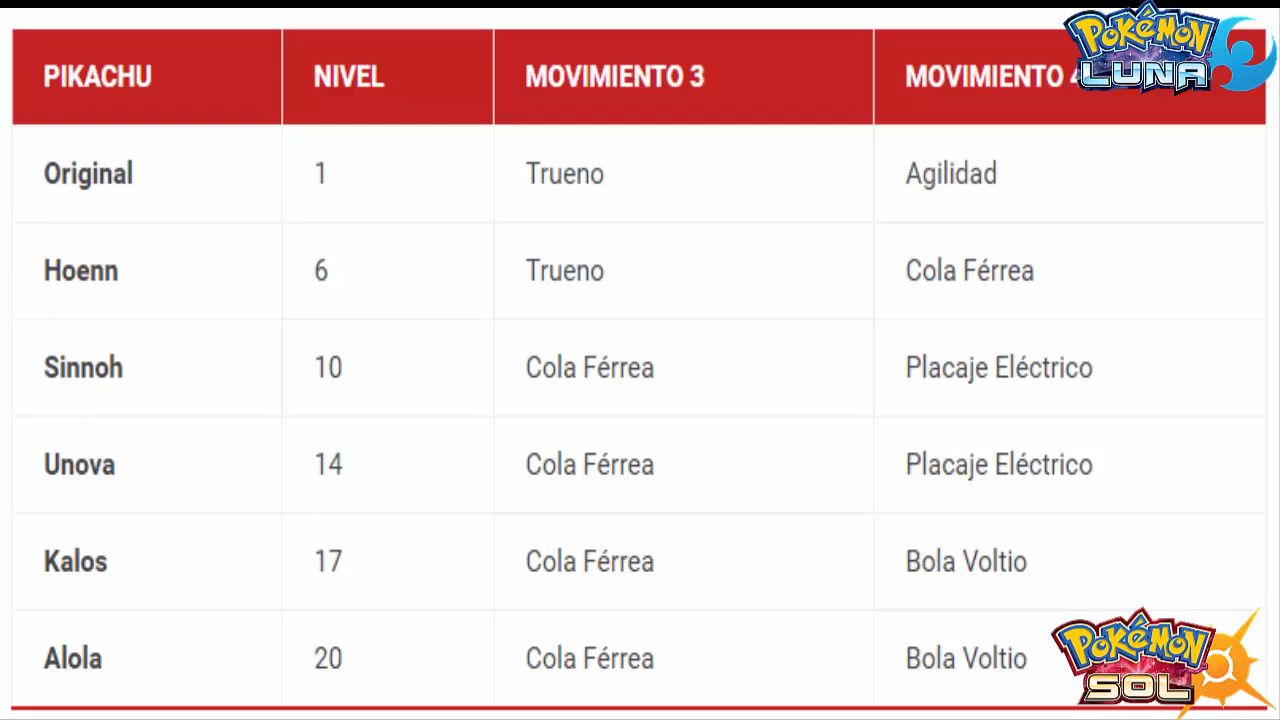 PIKACHU NIVEL MOVIMIENTO 3 MOVIMIENTO
POKéMON
LUNA
Original 1 Trueno Agilidad
Hoenn 6 Trueno Cola Férrea
Sinnoh 10 Cola Férrea Placaje Eléctrico
Unova 14 Cola Férrea Placaje Eléctrico
Kalos 17 Cola Férrea Bola Voltio
Alola 20 Cola Férrea Bola Voltio
POKéMON
SOL